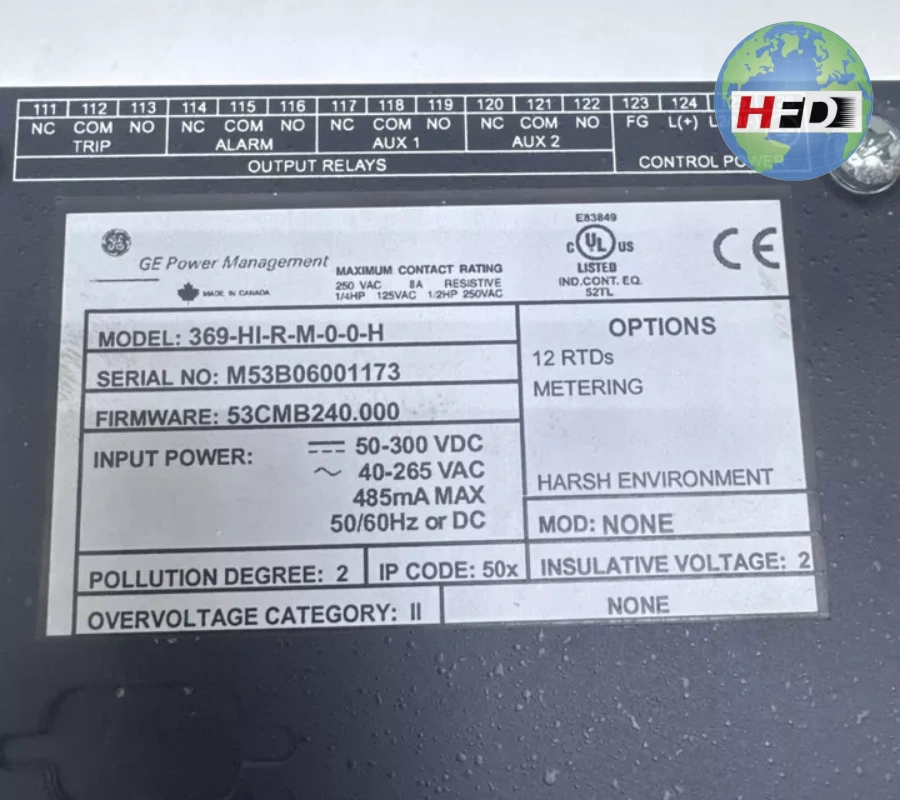 111 112 113 114 115 116 117 118 119 120 121 122 123 124
NC COM NO NC COM NO NC COM NO NC COM NO FG L(+)
TRIP ALARM AUX 1 AUX 2
OUTPUT RELAYS CONTROL POWER
HFD
GE
GE Power Management
MADE IN CANADA
MAXIMUM CONTACT RATING
250 VAC 8A RESISTIVE
1/4HP 125VAC 1/2HP 250VAC
E83849
C UL US
LISTED
IND.CONT. EQ.
52TL
CE
MODEL: 369-HI-R-M-0-0-H
SERIAL NO: M53B06001173
FIRMWARE: 53CMB240.000
INPUT POWER: 50-300 VDC
~ 40-265 VAC
485mA MAX
50/60Hz or DC
OPTIONS
12 RTDs
METERING
HARSH ENVIRONMENT
MOD: NONE
POLLUTION DEGREE: 2 IP CODE: 50x INSULATIVE VOLTAGE: 2
OVERVOLTAGE CATEGORY: II NONE